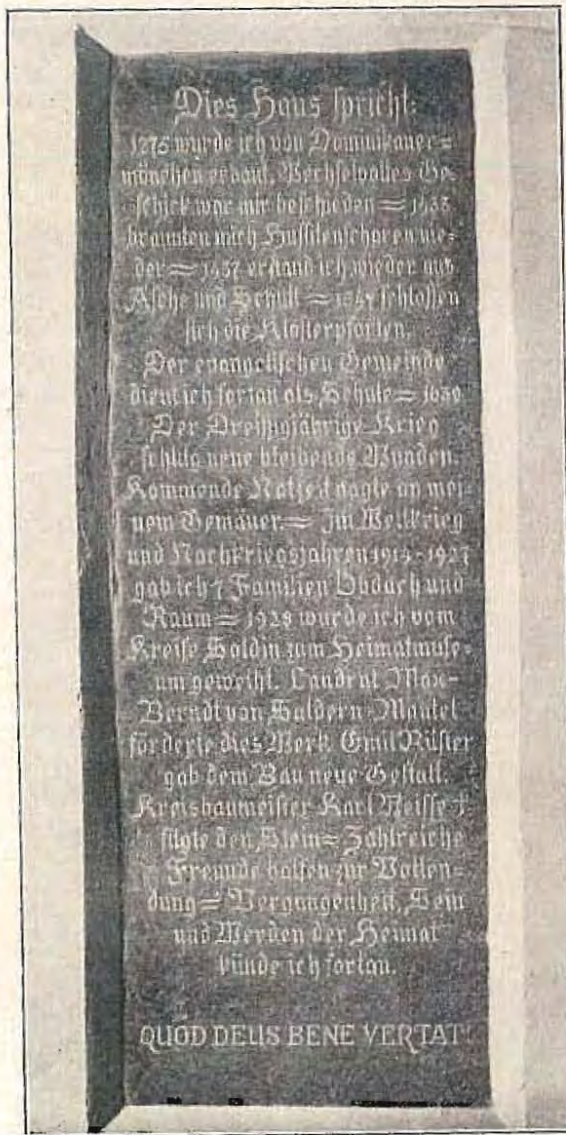 Dies Haus spricht:
1275 wurde ich von Dominikaner=
mönchen erbaut. Wechselvolles Ge-
schick war mir beschieden = 1433
brannten mich Hussitenscharen nie-
der = 1437 erstand ich wieder aus
Asche und Schutt = schlossen
sich die Klosterpforten.
Der evangelischen Gemeinde
dient ich fortan als Schule =
Der Dreißigjährige Krieg
schlug neue bleibende Wunden.
Kommende Notzeit nagte an mei-
nem Gemäuer = Im Weltkrieg
und Nachkriegsjahren 1914-1927
gab ich 7 Familien Obdach und
Raum = 1928 wurde ich vom
Kreise Soldin zum Heimatmuse-
um geweiht. Landrat Max-
Berndt von Saldern-Mantel
förderte dies Werk. Emil Rüster
gab dem Bau neue Gestalt.
Kreisbaumeister Karl Meisse †
fügte den Stein = Zahlreiche
Freunde halfen zur Vollen-
dung = Vergangenheit, Sein
und Werden der Heimat
künde ich fortan.
QUOD DEUS BENE VERTAT!